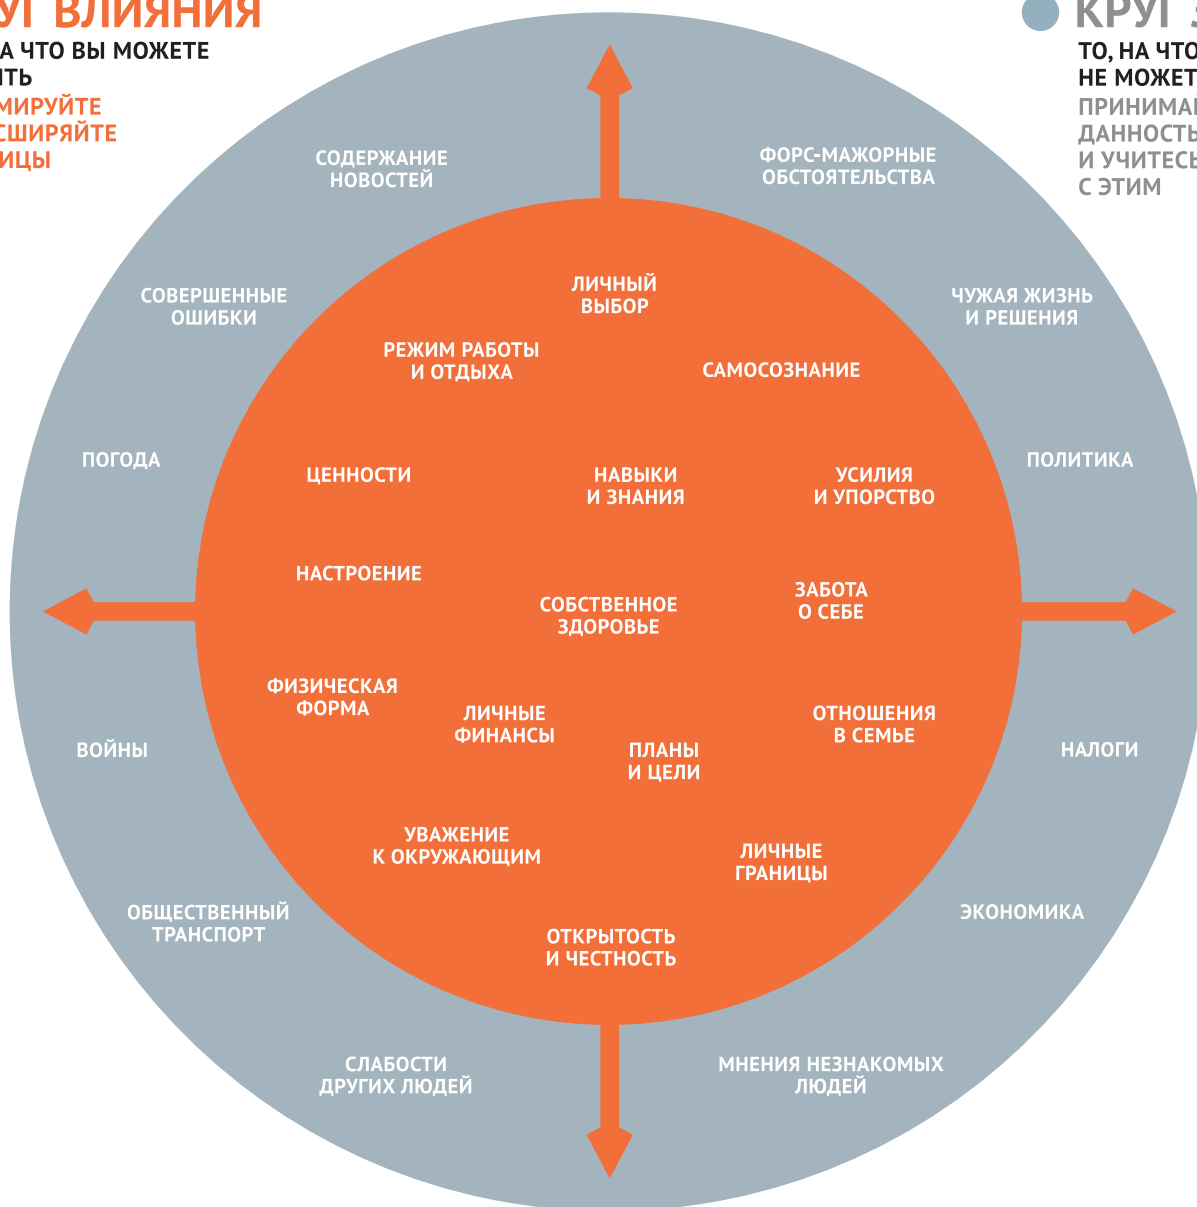 УГ ВЛИЯНИЯ
А ЧТО ВЫ МОЖЕТЕ
ИТЬ
МИРУЙТЕ
СШИРЯЙТЕ
ИЦЫ
КРУГ
ТО, НА ЧТО
НЕ МОЖЕТ
ПРИНИМАЙ
ДАННОСТЬ
И УЧИТЕСЬ
С ЭТИМ
СОДЕРЖАНИЕ
НОВОСТЕЙ
ФОРС-МАЖОРНЫЕ
ОБСТОЯТЕЛЬСТВА
СОВЕРШЕННЫЕ
ОШИБКИ
ЧУЖАЯ ЖИЗНЬ
И РЕШЕНИЯ
ЛИЧНЫЙ
ВЫБОР
РЕЖИМ РАБОТЫ
И ОТДЫХА
САМОСОЗНАНИЕ
ПОГОДА
ПОЛИТИКА
ЦЕННОСТИ
НАВЫКИ
И ЗНАНИЯ
УСИЛИЯ
И УПОРСТВО
НАСТРОЕНИЕ
СОБСТВЕННОЕ
ЗДОРОВЬЕ
ЗАБОТА
О СЕБЕ
ФИЗИЧЕСКАЯ
ФОРМА
ЛИЧНЫЕ
ФИНАНСЫ
ПЛАНЫ
И ЦЕЛИ
ОТНОШЕНИЯ
В СЕМЬЕ
ВОЙНЫ
НАЛОГИ
УВАЖЕНИЕ
К ОКРУЖАЮЩИМ
ЛИЧНЫЕ
ГРАНИЦЫ
ОБЩЕСТВЕННЫЙ
ТРАНСПОРТ
ЭКОНОМИКА
ОТКРЫТОСТЬ
И ЧЕСТНОСТЬ
СЛАБОСТИ
ДРУГИХ ЛЮДЕЙ
МНЕНИЯ НЕЗНАКОМЫХ
ЛЮДЕЙ